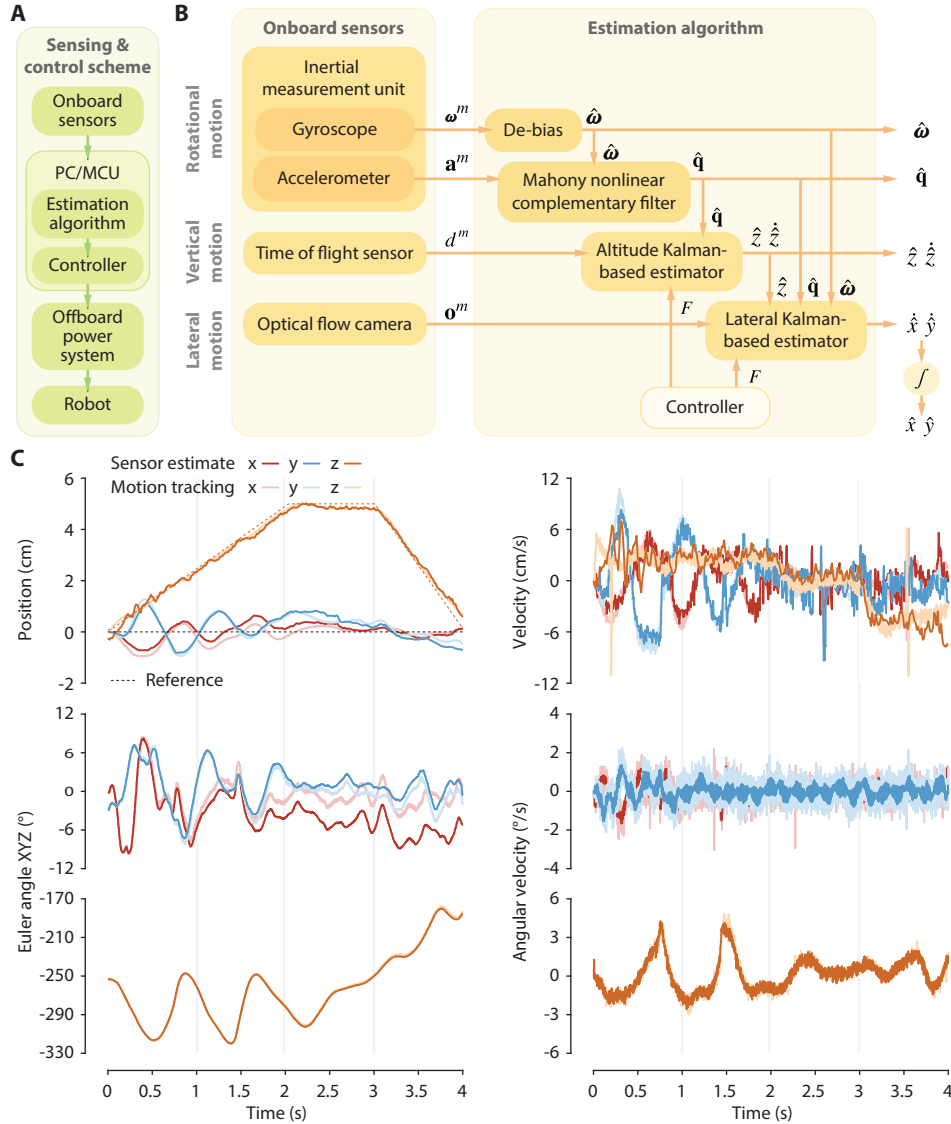 A
Sensing &
control scheme
Onboard
sensors
PC/MCU
Estimation
algorithm
Controller
Offboard
power
system
Robot
B
Onboard sensors
Estimation algorithm
Rotational
motion
Vertical
motion
Lateral
motion
Inertial
measurement unit
Gyroscope
Accelerometer
Time of flight sensor
Optical flow camera
𝛚ᵐ
𝐚ᵐ
dᵐ
𝐨ᵐ
De-bias
𝛚̂
Mahony nonlinear
complementary filter
𝐪̂
𝐪̂
Altitude Kalman-
based estimator
ẑ ẑ̇
ẑ 𝐪̂ 𝛚̂
F
Lateral Kalman-
based estimator
F
Controller
𝛚̂
𝐪̂
ẑ ẑ̇
x̂̇ ŷ̇
∫
x̂ ŷ
C
Sensor estimate x y z
Motion tracking x y z
Position (cm)
6
4
2
0
-2
Reference
Velocity (cm/s)
12
6
0
-6
-12
Euler angle XYZ (°)
12
6
0
-6
-12
-170
-210
-250
-290
-330
0 0.5 1 1.5 2 2.5 3 3.5 4
Time (s)
Angular velocity (°/s)
4
2
0
-2
-4
6
3
0
-3
-6
0 0.5 1 1.5 2 2.5 3 3.5 4
Time (s)